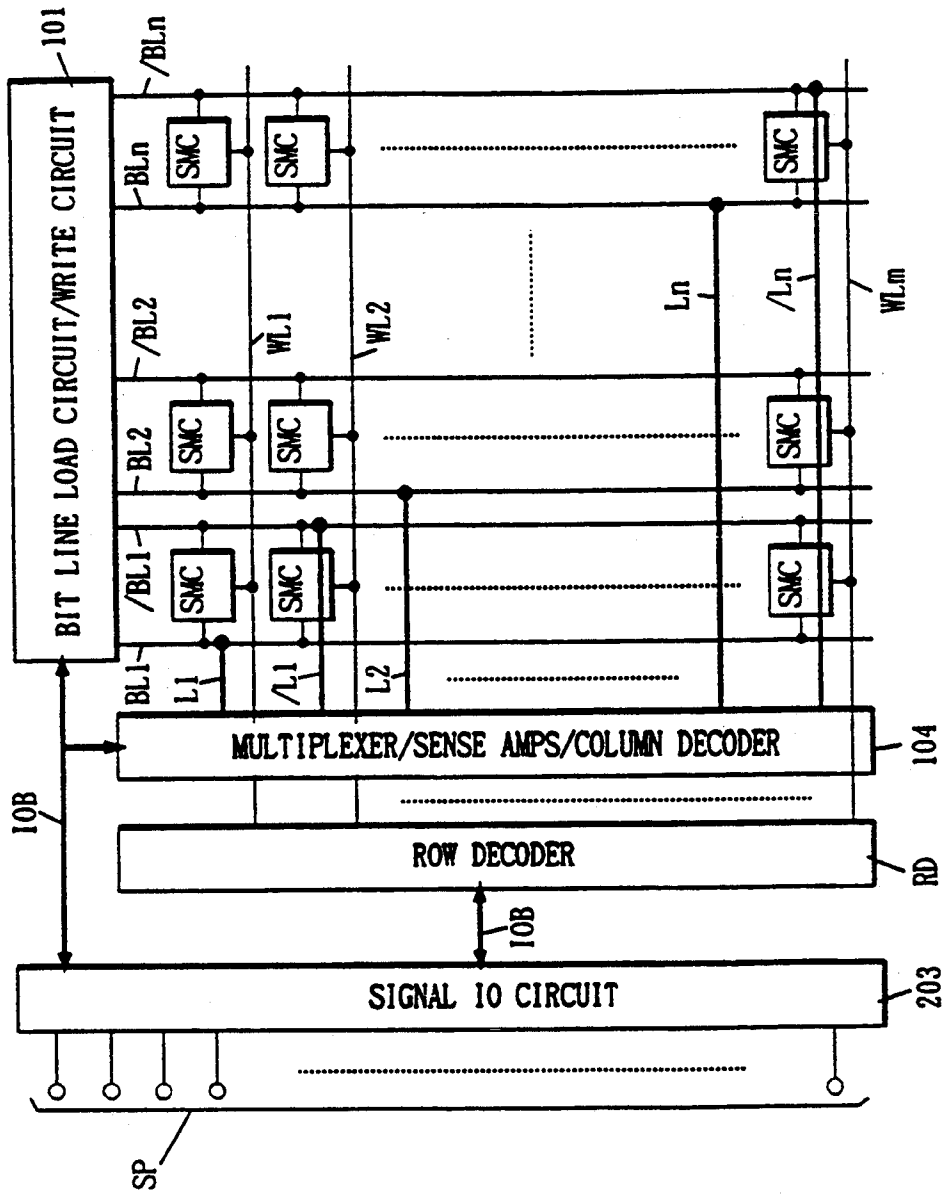 101
BIT LINE LOAD CIRCUIT/WRITE CIRCUIT
BL1
/BL1
BL2
/BL2
BLn
/BLn
IOB
L1
SMC
SMC
SMC
WL1
/L1
SMC
SMC
SMC
WL2
L2
Ln
/Ln
SMC
SMC
SMC
WLm
MULTIPLEXER/SENSE AMPS/COLUMN DECODER
104
ROW DECODER
RD
IOB
SIGNAL IO CIRCUIT
203
SP